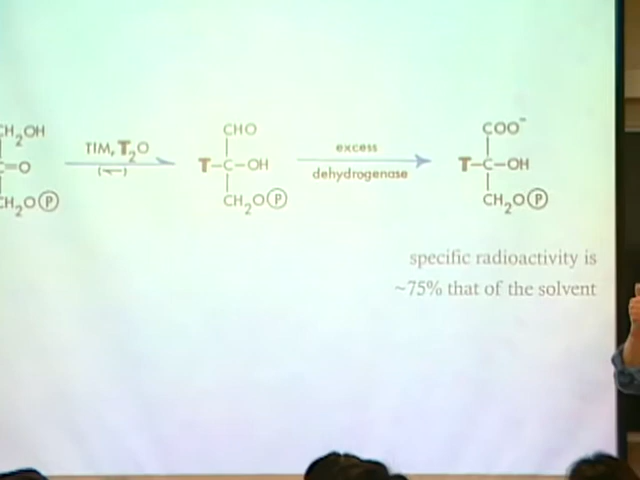 CH₂OH
C=O
CH₂O(P)
TIM, T₂O
CHO
T–C–OH
CH₂O(P)
excess
dehydrogenase
COO⁻
T–C–OH
CH₂O(P)
specific radioactivity is
~75% that of the solvent